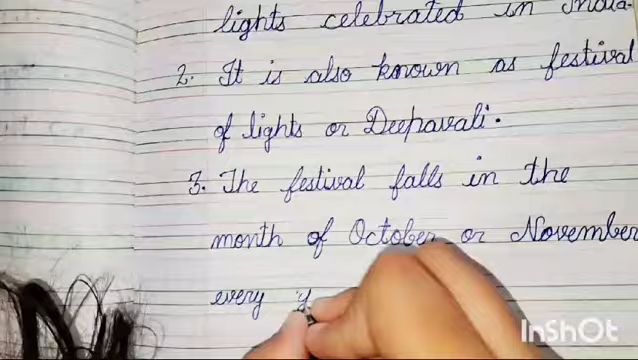 lights celebrated in India.
2. It is also known as festival
of lights or Deepavali.
3. The festival falls in the
month of October or November
every y
InShOt